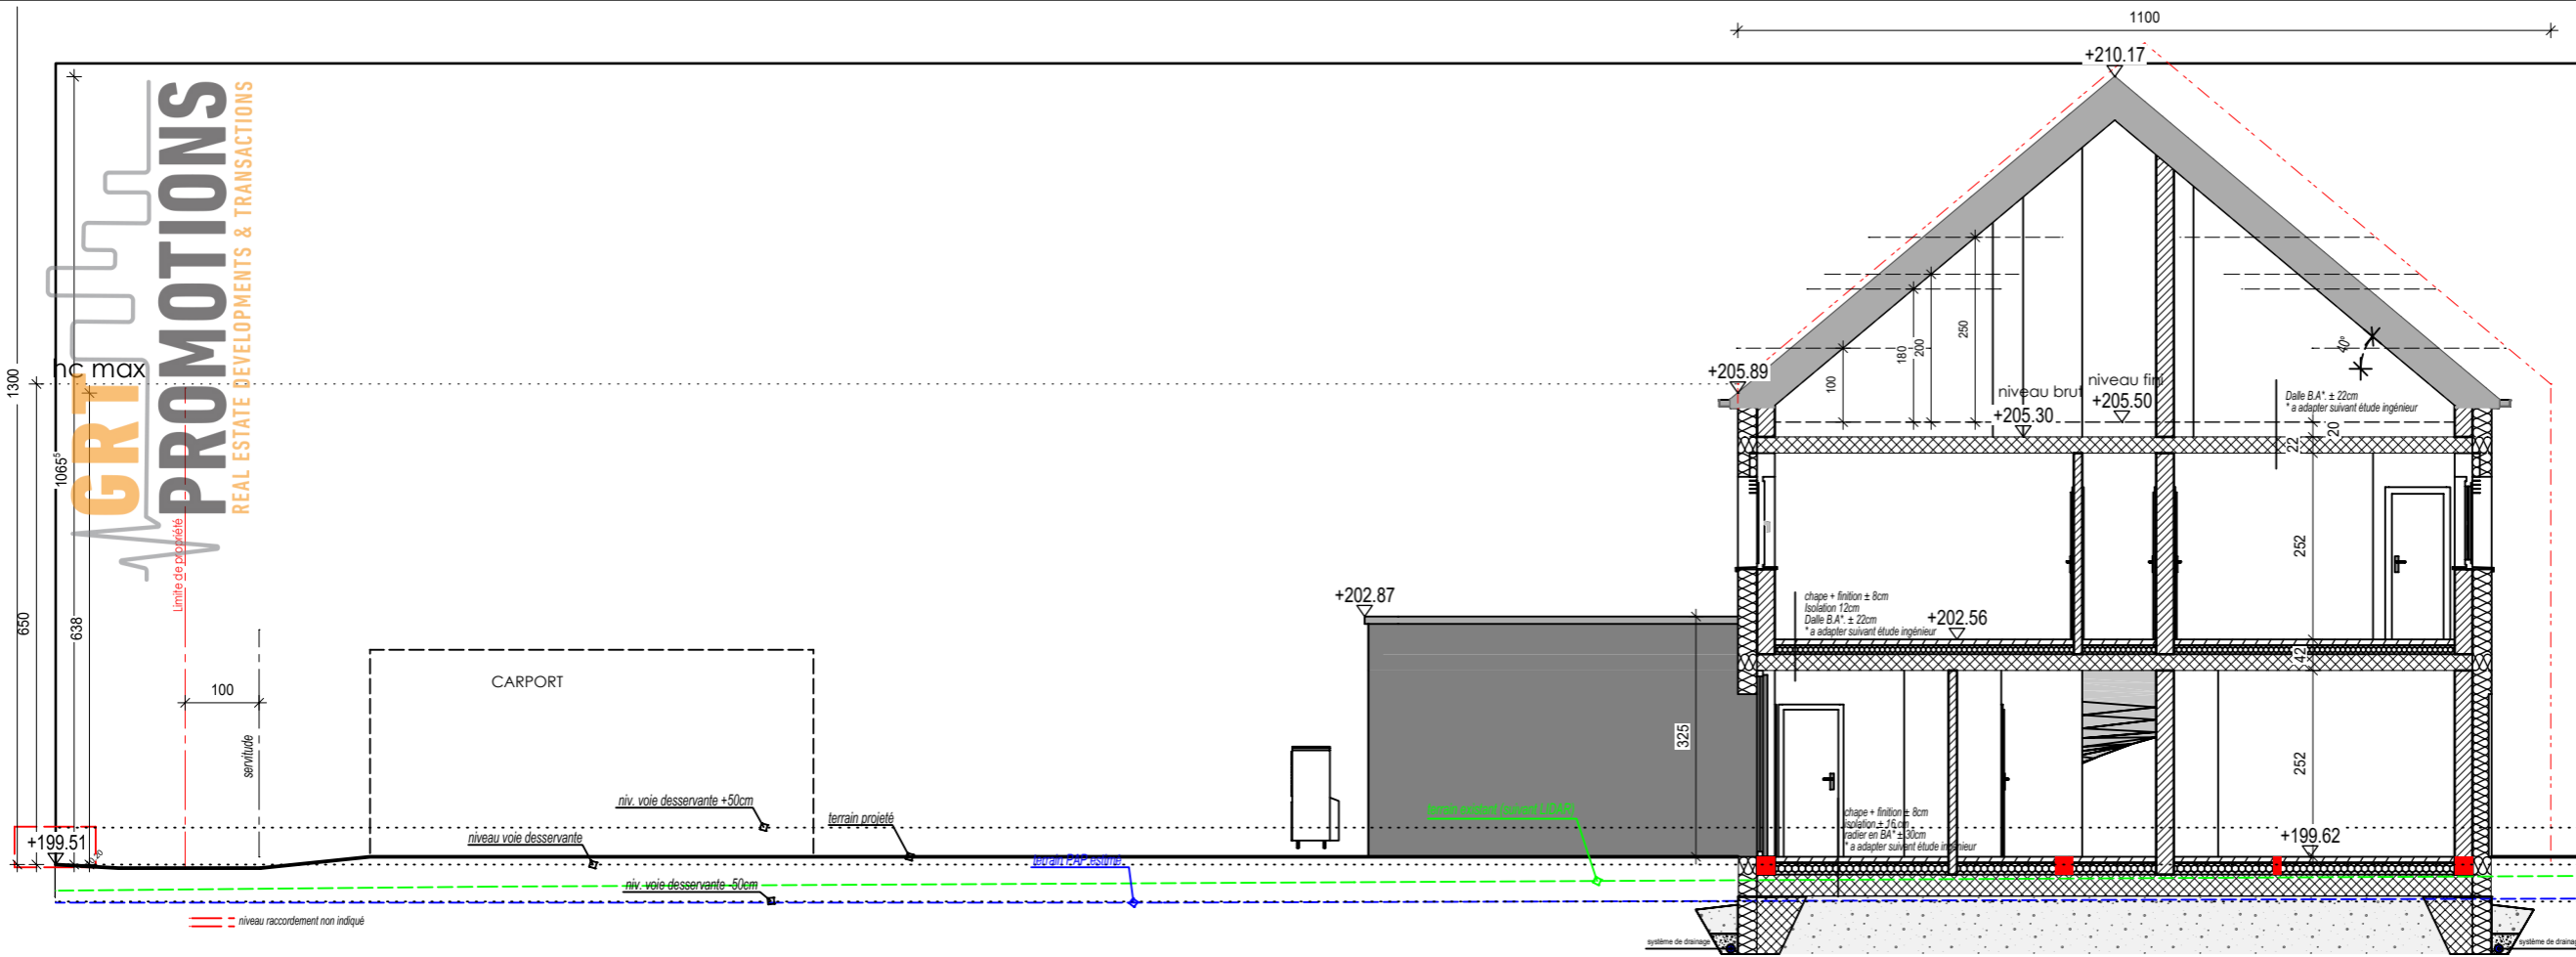 1100
+210.17
GRT
PROMOTIONS
REAL ESTATE DEVELOPMENTS & TRANSACTIONS
hc max
1300
1065⁵
650
638
Limite de propriété
100
servitude
CARPORT
+205.89
niveau brut
+205.30
niveau fini
+205.50
100
180
200
250
40°
Dalle B.A*. ± 22cm
* a adapter suivant étude ingénieur
20
22
252
+202.87
chape + finition ± 8cm
Isolation 12cm
Dalle B.A*. ± 22cm
* a adapter suivant étude ingénieur
+202.56
42
325
252
niv. voie desservante +50cm
niveau voie desservante
terrain projeté
terrain existant (suivant LIDAR)
chape + finition ± 8cm
isolation ± 16 cm
radier en BA* ± 30cm
* a adapter suivant étude ingénieur
+199.62
+199.51
20
terrain PAP estimé
niv. voie desservante -50cm
niveau raccordement non indiqué
système de drainage
système de drainag